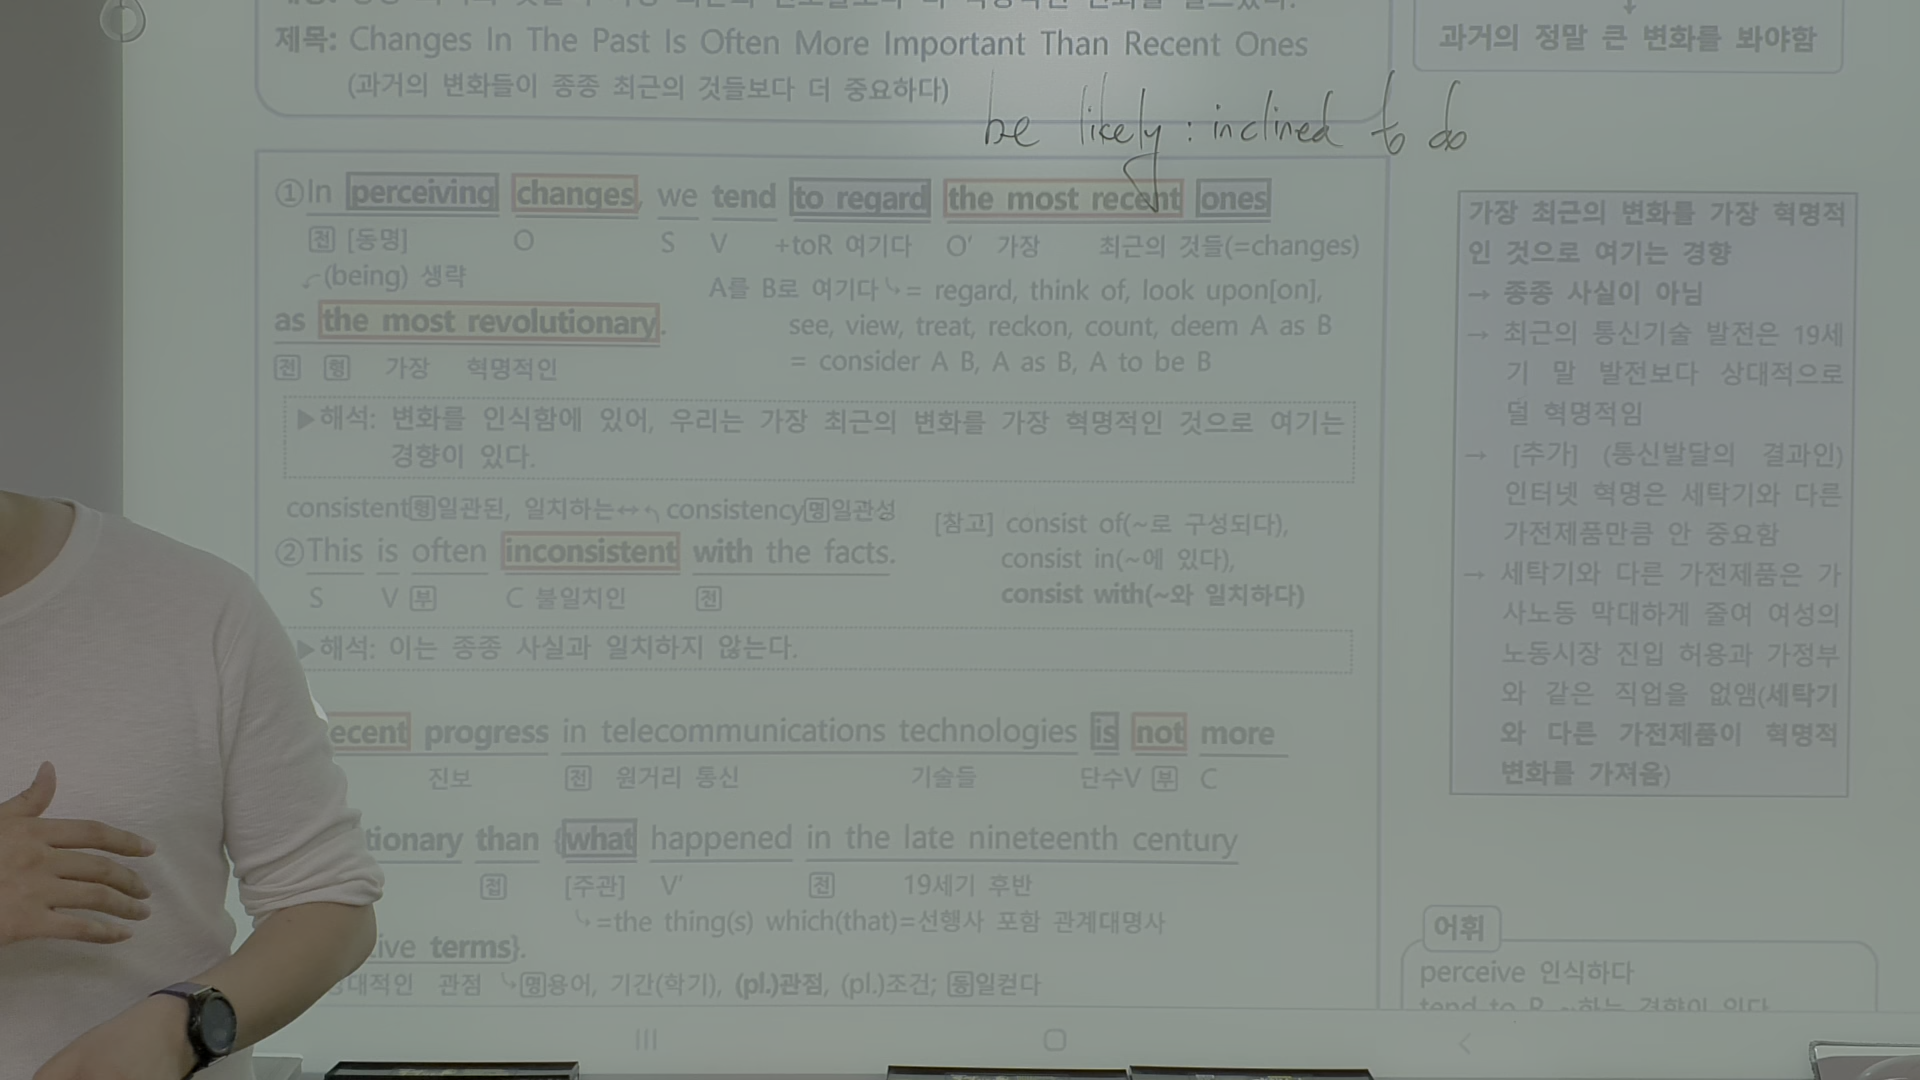 제목: Changes In The Past Is Often More Important Than Recent Ones
(과거의 변화들이 종종 최근의 것들보다 더 중요하다)
be likely : inclined to do
①In perceiving changes, we tend to regard the most recent ones
전 [동명] O S V +toR 여기다 O′ 가장 최근의 것들(=changes)
(being) 생략
A를 B로 여기다 = regard, think of, look upon[on],
as the most revolutionary.
see, view, treat, reckon, count, deem A as B
전 형 가장 혁명적인
= consider A B, A as B, A to be B
▶해석: 변화를 인식함에 있어, 우리는 가장 최근의 변화를 가장 혁명적인 것으로 여기는
경향이 있다.
consistent형일관된, 일치하는↔ consistency명일관성
[참고] consist of(~로 구성되다),
②This is often inconsistent with the facts.
consist in(~에 있다),
S V 부 C 불일치인 전
consist with(~와 일치하다)
▶해석: 이는 종종 사실과 일치하지 않는다.
ecent progress in telecommunications technologies is not more
진보 전 원거리 통신 기술들 단수V 부 C
tionary than {what happened in the late nineteenth century
접 [주관] V′ 전 19세기 후반
=the thing(s) which(that)=선행사 포함 관계대명사
ive terms}.
대적인 관점 명용어, 기간(학기), (pl.)관점, (pl.)조건; 동일컫다
↓
과거의 정말 큰 변화를 봐야함
가장 최근의 변화를 가장 혁명적
인 것으로 여기는 경향
→ 종종 사실이 아님
→ 최근의 통신기술 발전은 19세
기 말 발전보다 상대적으로
덜 혁명적임
→ [추가] (통신발달의 결과인)
인터넷 혁명은 세탁기와 다른
가전제품만큼 안 중요함
→ 세탁기와 다른 가전제품은 가
사노동 막대하게 줄여 여성의
노동시장 진입 허용과 가정부
와 같은 직업을 없앰(세탁기
와 다른 가전제품이 혁명적
변화를 가져옴)
어휘
perceive 인식하다
tend to R ~하는 경향이 있다